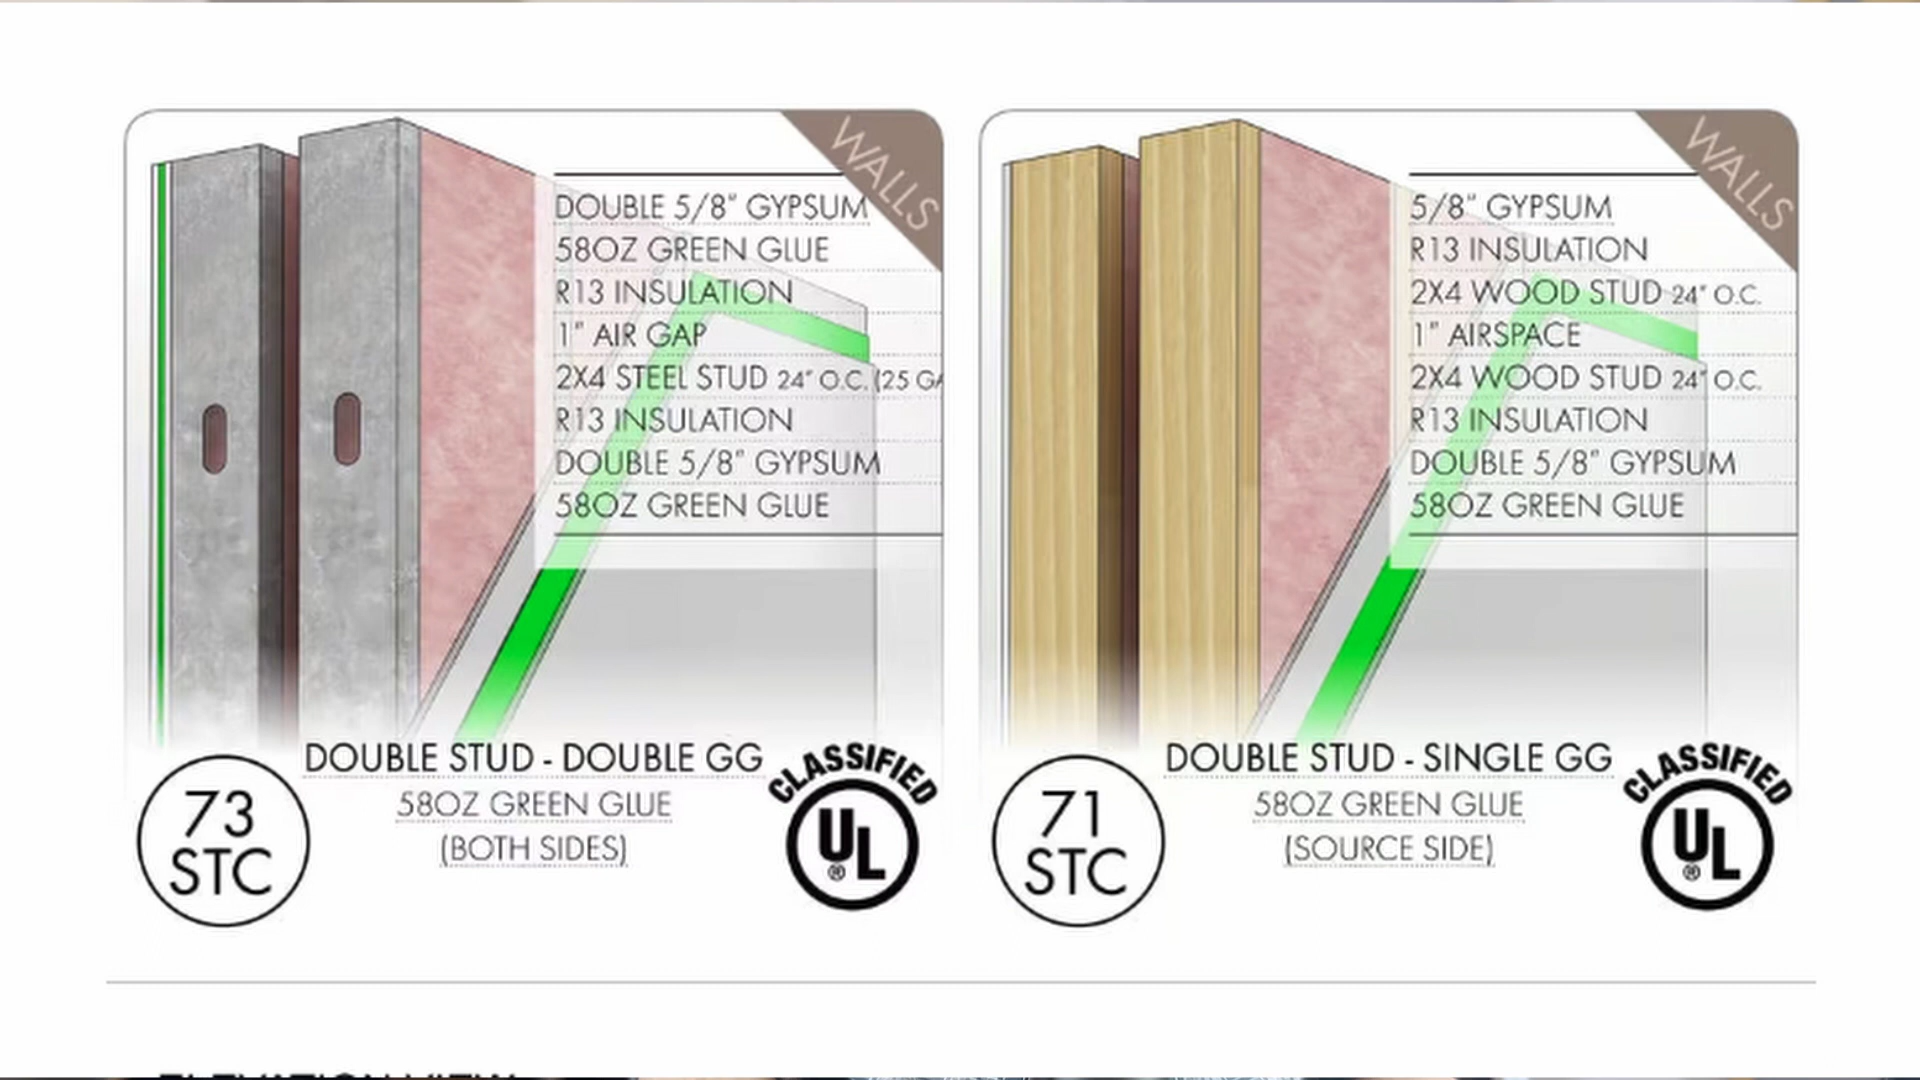 WALLS
DOUBLE 5/8" GYPSUM
58OZ GREEN GLUE
R13 INSULATION
1" AIR GAP
2X4 STEEL STUD 24" O.C. (25 GA
R13 INSULATION
DOUBLE 5/8" GYPSUM
58OZ GREEN GLUE
DOUBLE STUD - DOUBLE GG
58OZ GREEN GLUE
(BOTH SIDES)
73
STC
CLASSIFIED
UL
®
WALLS
5/8" GYPSUM
R13 INSULATION
2X4 WOOD STUD 24" O.C.
1" AIRSPACE
2X4 WOOD STUD 24" O.C.
R13 INSULATION
DOUBLE 5/8" GYPSUM
58OZ GREEN GLUE
DOUBLE STUD - SINGLE GG
58OZ GREEN GLUE
(SOURCE SIDE)
71
STC
CLASSIFIED
UL
®